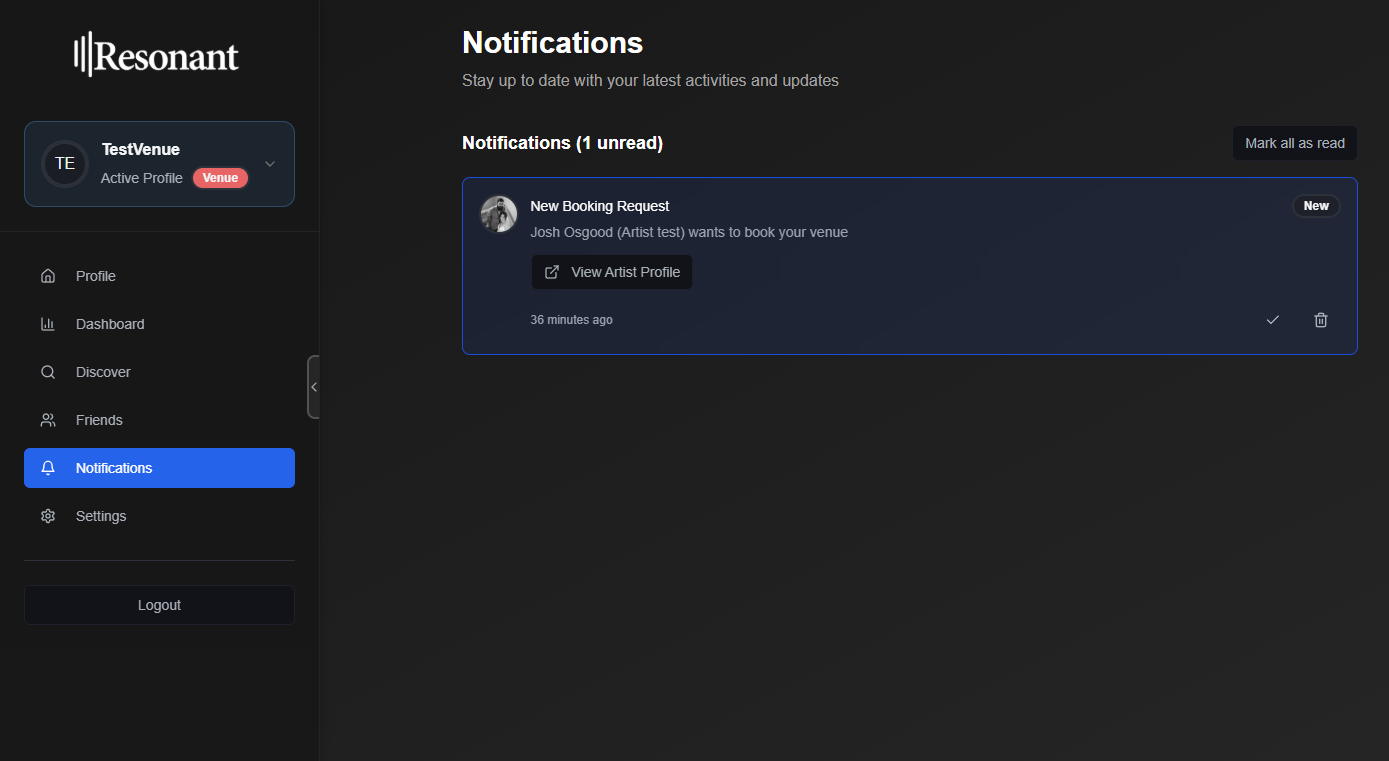 Resonant
TE
TestVenue
Active Profile Venue
Profile
Dashboard
Discover
Friends
Notifications
Settings
Logout
Notifications
Stay up to date with your latest activities and updates
Notifications (1 unread)
Mark all as read
New Booking Request
New
Josh Osgood (Artist test) wants to book your venue
View Artist Profile
36 minutes ago